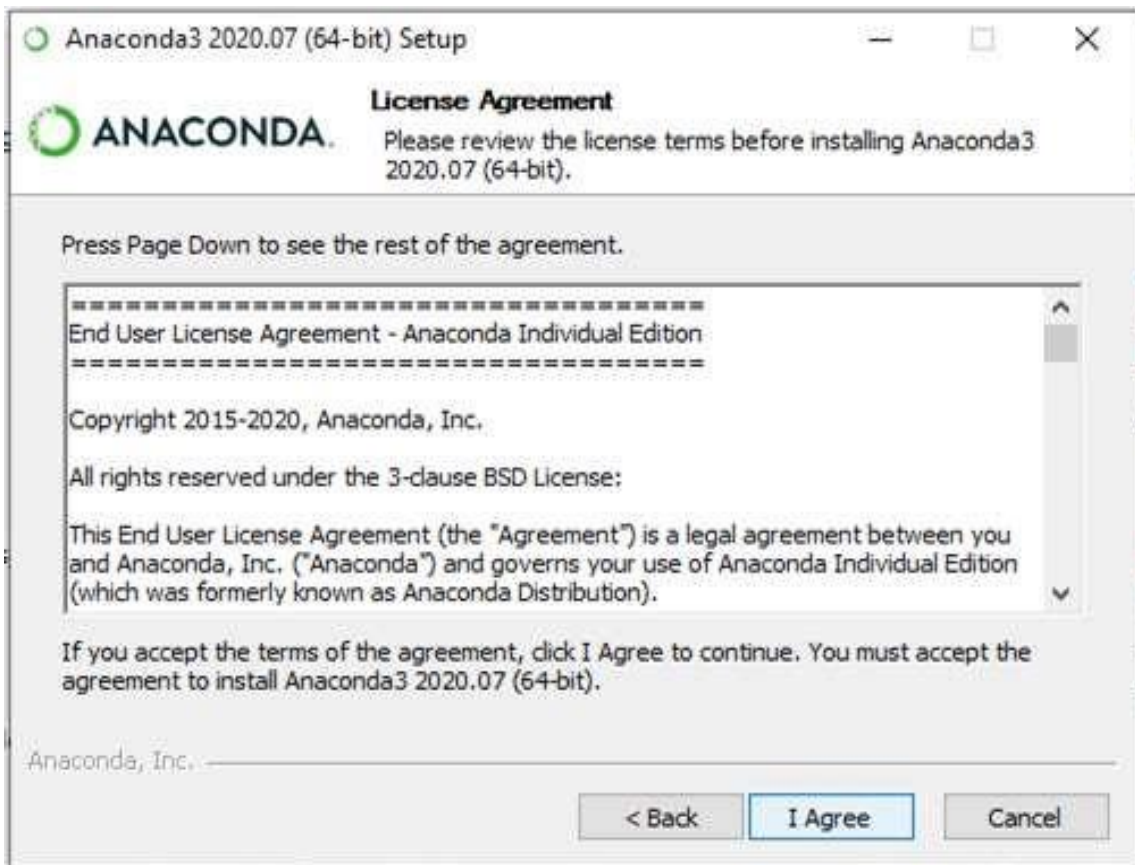 Anaconda3 2020.07 (64-bit) Setup
ANACONDA.
License Agreement
Please review the license terms before installing Anaconda3
2020.07 (64-bit).
Press Page Down to see the rest of the agreement.
===================================
End User License Agreement - Anaconda Individual Edition
===================================
Copyright 2015-2020, Anaconda, Inc.
All rights reserved under the 3-clause BSD License:
This End User License Agreement (the "Agreement") is a legal agreement between you
and Anaconda, Inc. ("Anaconda") and governs your use of Anaconda Individual Edition
(which was formerly known as Anaconda Distribution).
If you accept the terms of the agreement, click I Agree to continue. You must accept the
agreement to install Anaconda3 2020.07 (64-bit).
Anaconda, Inc.
< Back
I Agree
Cancel